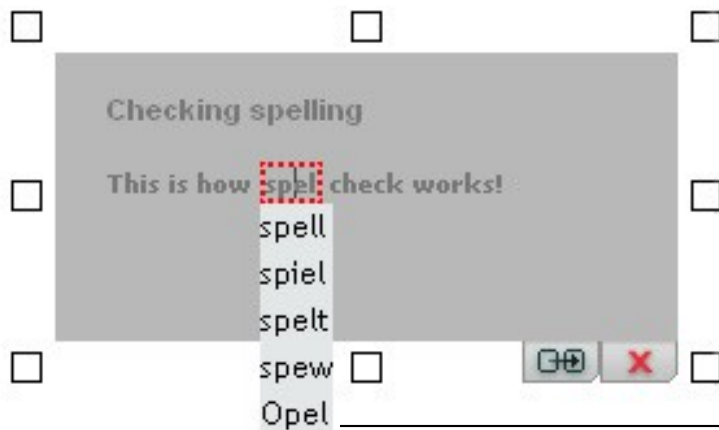 Checking spelling
This is how spel check works!
spell
spiel
spelt
spew
Opel